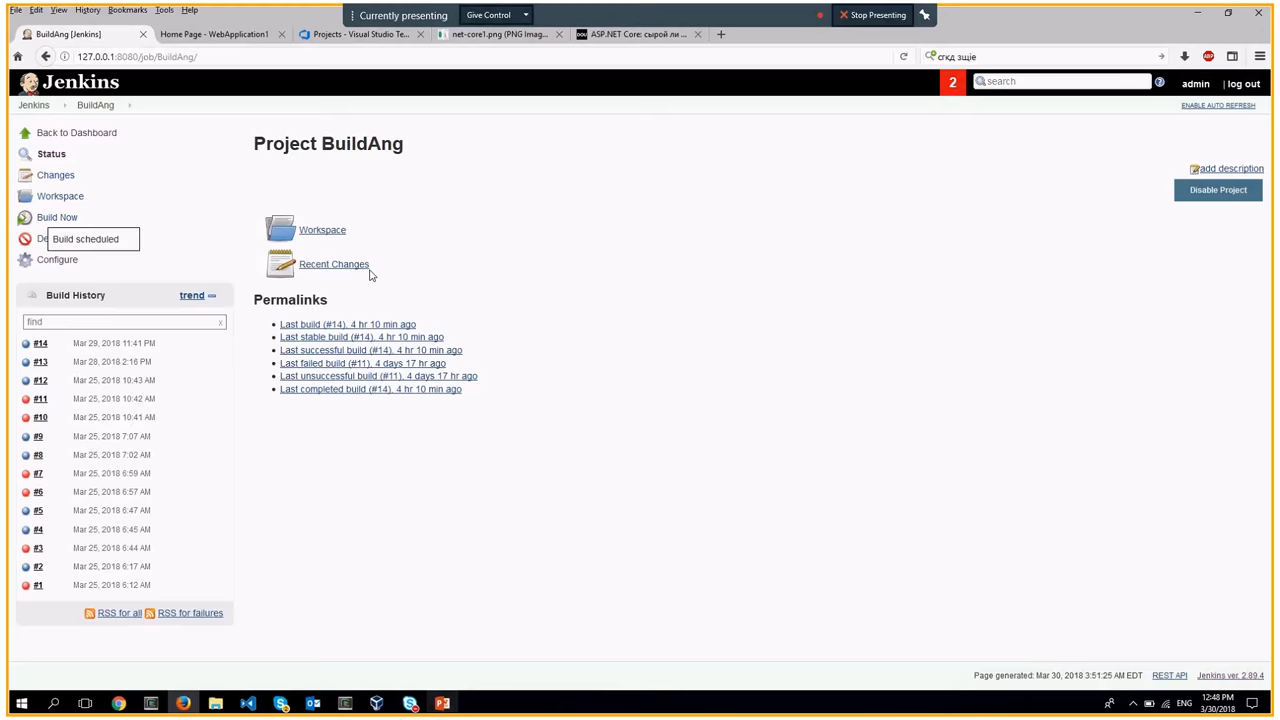 File Edit View History Bookmarks Tools Help
Currently presenting Give Control Stop Presenting
BuildAng [Jenkins] Home Page - WebApplication1 Projects - Visual Studio Te... net-core1.png (PNG Imag... DOU ASP.NET Core: сырой ли ...
127.0.0.1:8080/job/BuildAng/ сгкд зщіе ABP
Jenkins 2 search admin | log out
Jenkins BuildAng ENABLE AUTO REFRESH
Back to Dashboard
Status
Changes
Workspace
Build Now
De
Build scheduled
Configure
Project BuildAng
add description
Disable Project
Workspace
Recent Changes
Permalinks
Last build (#14), 4 hr 10 min ago
Last stable build (#14), 4 hr 10 min ago
Last successful build (#14), 4 hr 10 min ago
Last failed build (#11), 4 days 17 hr ago
Last unsuccessful build (#11), 4 days 17 hr ago
Last completed build (#14), 4 hr 10 min ago
Build History trend
find x
#14 Mar 29, 2018 11:41 PM
#13 Mar 28, 2018 2:16 PM
#12 Mar 25, 2018 10:43 AM
#11 Mar 25, 2018 10:42 AM
#10 Mar 25, 2018 10:41 AM
#9 Mar 25, 2018 7:07 AM
#8 Mar 25, 2018 7:02 AM
#7 Mar 25, 2018 6:59 AM
#6 Mar 25, 2018 6:57 AM
#5 Mar 25, 2018 6:47 AM
#4 Mar 25, 2018 6:45 AM
#3 Mar 25, 2018 6:44 AM
#2 Mar 25, 2018 6:17 AM
#1 Mar 25, 2018 6:12 AM
RSS for all RSS for failures
Page generated: Mar 30, 2018 3:51:25 AM EDT REST API Jenkins ver. 2.89.4
ENG 12:48 PM
3/30/2018